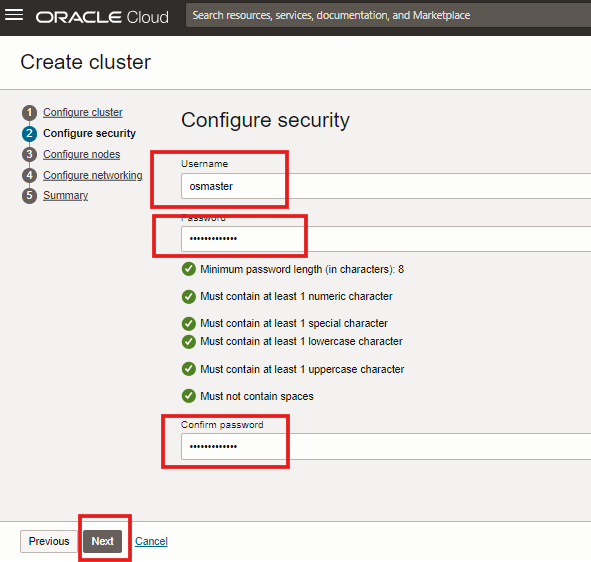 ORACLE Cloud
Search resources, services, documentation, and Marketplace
Create cluster
1 Configure cluster
2 Configure security
3 Configure nodes
4 Configure networking
5 Summary
Configure security
Username
osmaster
Password
•••••••••••••
Minimum password length (in characters): 8
Must contain at least 1 numeric character
Must contain at least 1 special character
Must contain at least 1 lowercase character
Must contain at least 1 uppercase character
Must not contain spaces
Confirm password
•••••••••••••
Previous
Next
Cancel